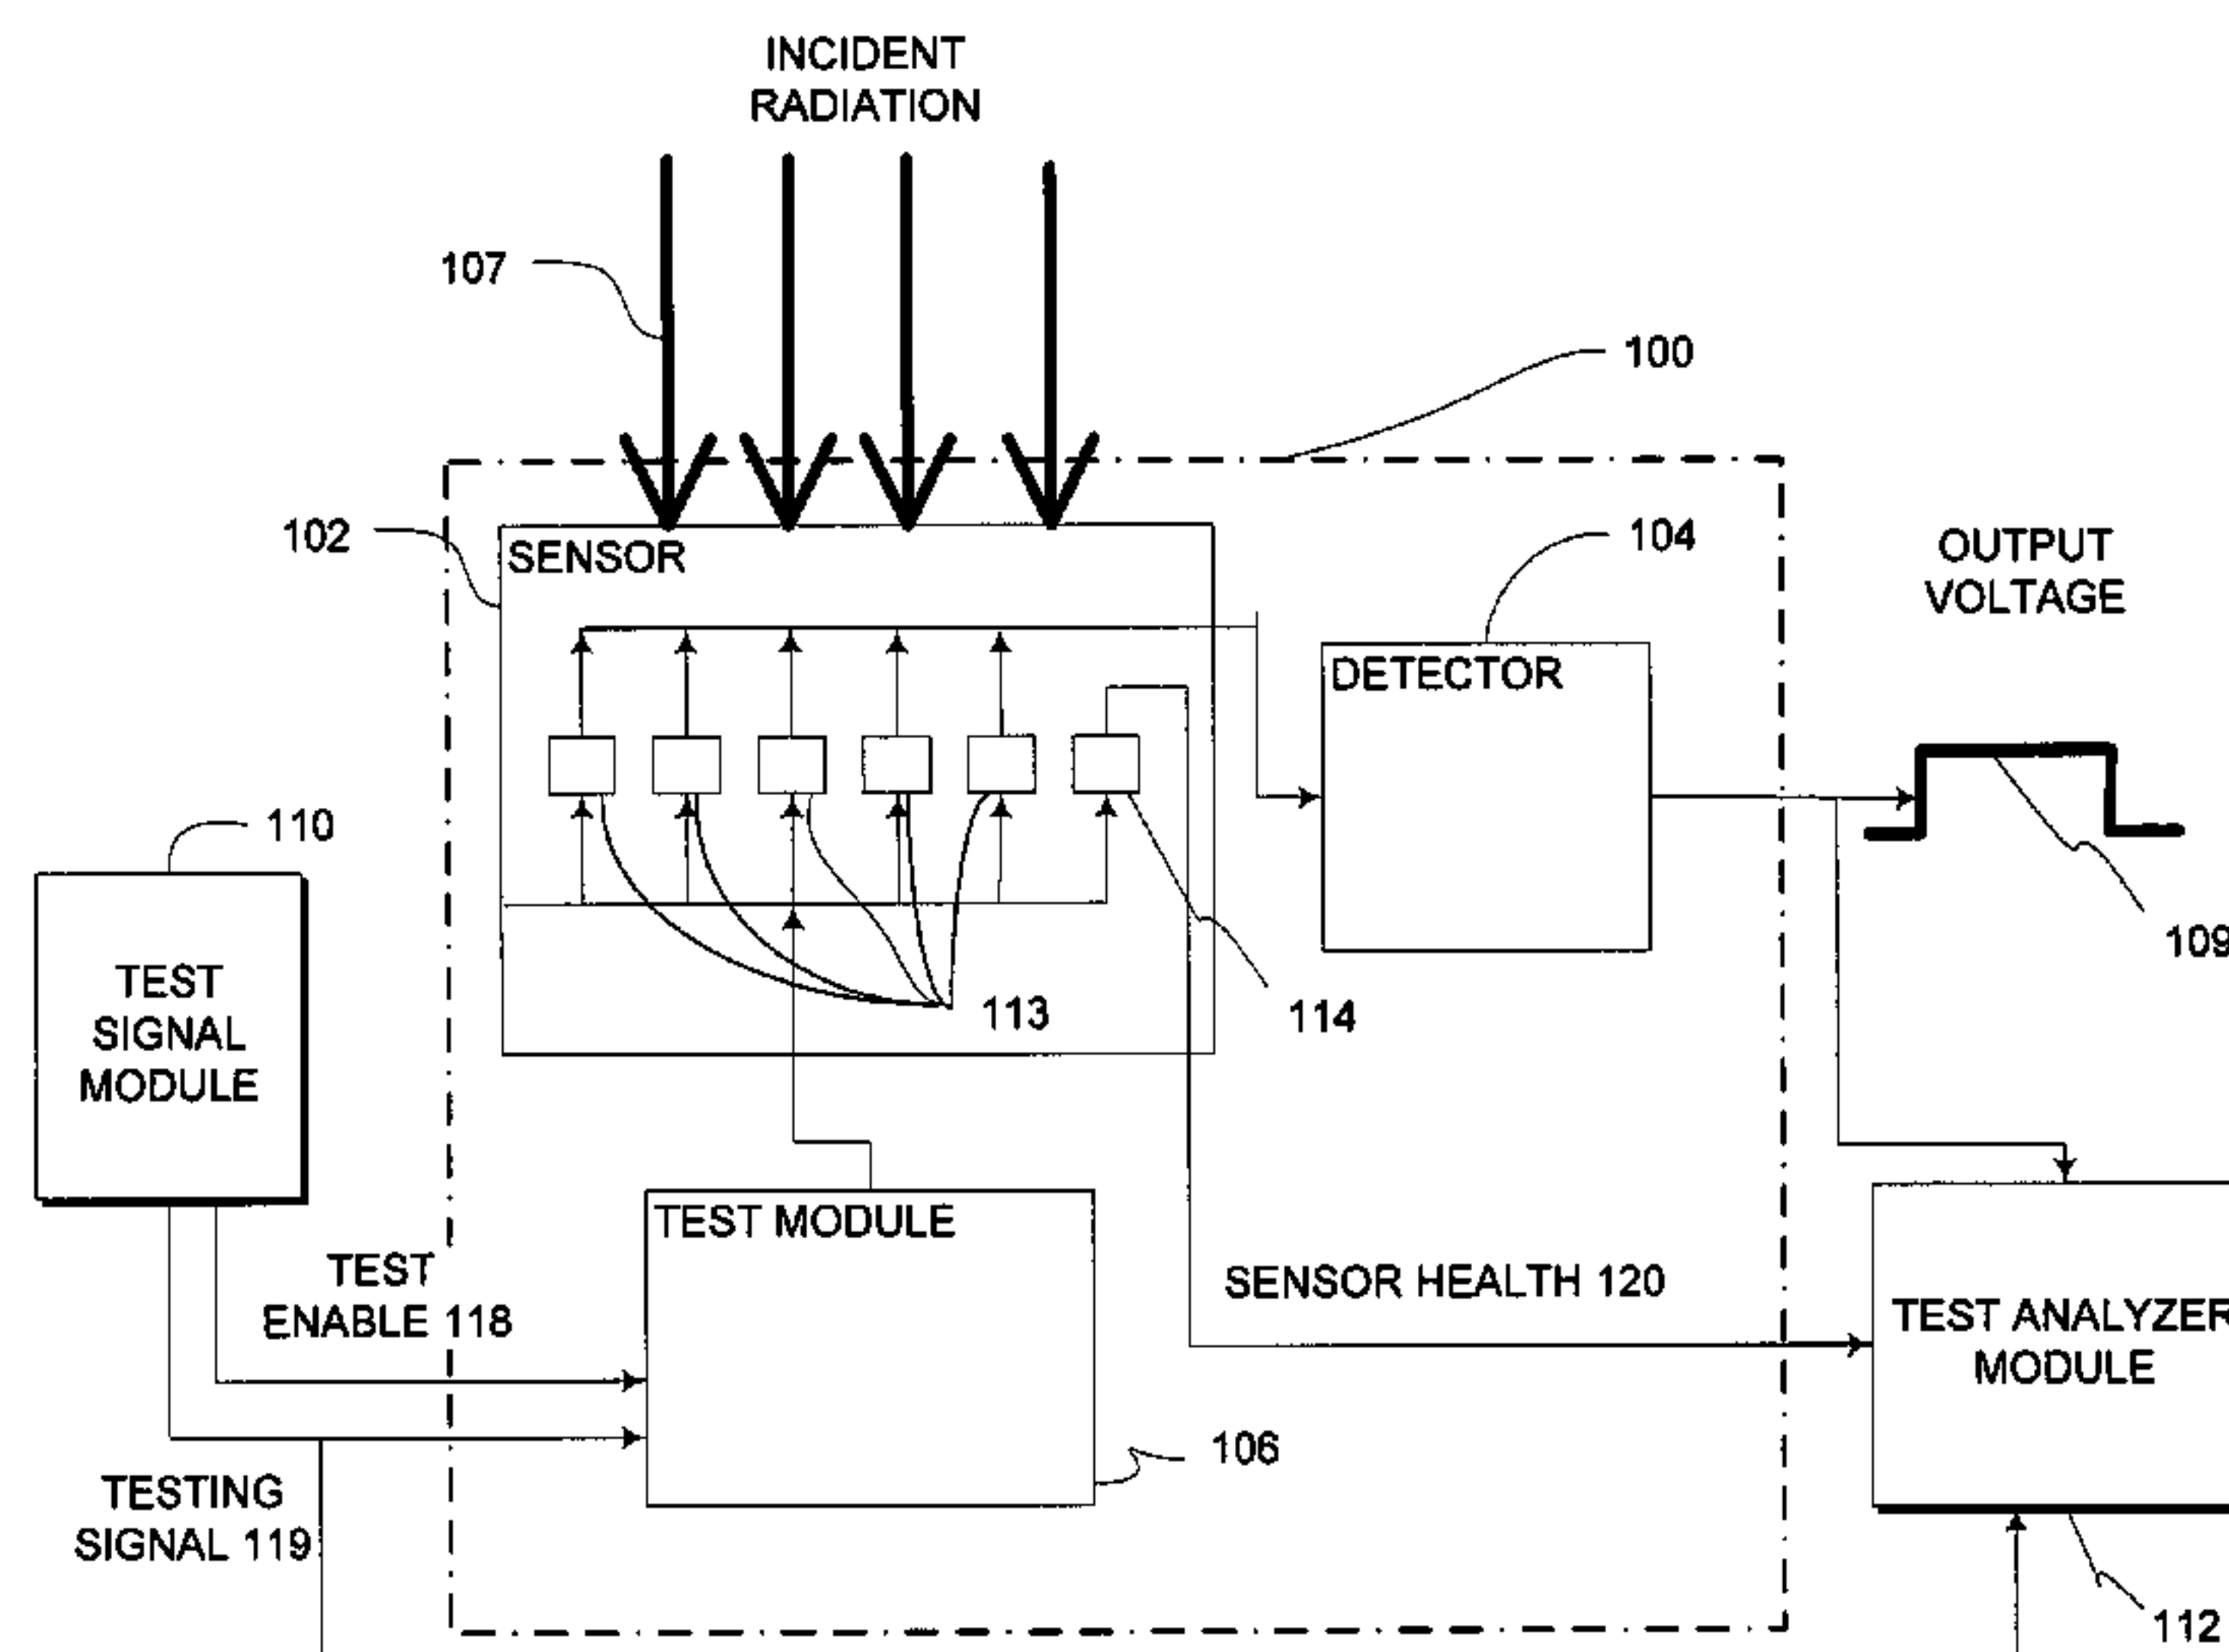 INCIDENT
RADIATION
107
100
102
SENSOR
104
OUTPUT
VOLTAGE
DETECTOR
110
109
TEST
SIGNAL
MODULE
113
114
TEST MODULE
TEST
ENABLE 118
SENSOR HEALTH 120
TEST ANALYZER
MODULE
106
TESTING
SIGNAL 119
112